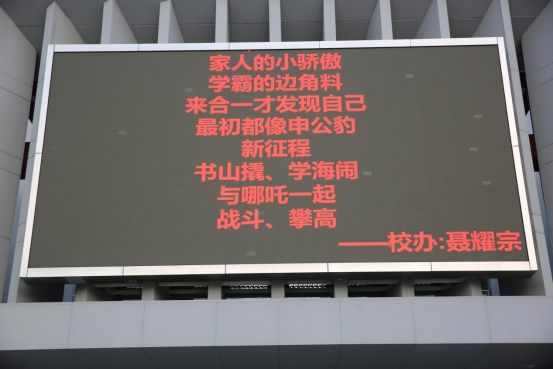 家人的小骄傲
学霸的边角料
来合一才发现自己
最初都像申公豹
新征程
书山撬、学海闹
与哪吒一起
战斗、攀高
——校办:聂耀宗